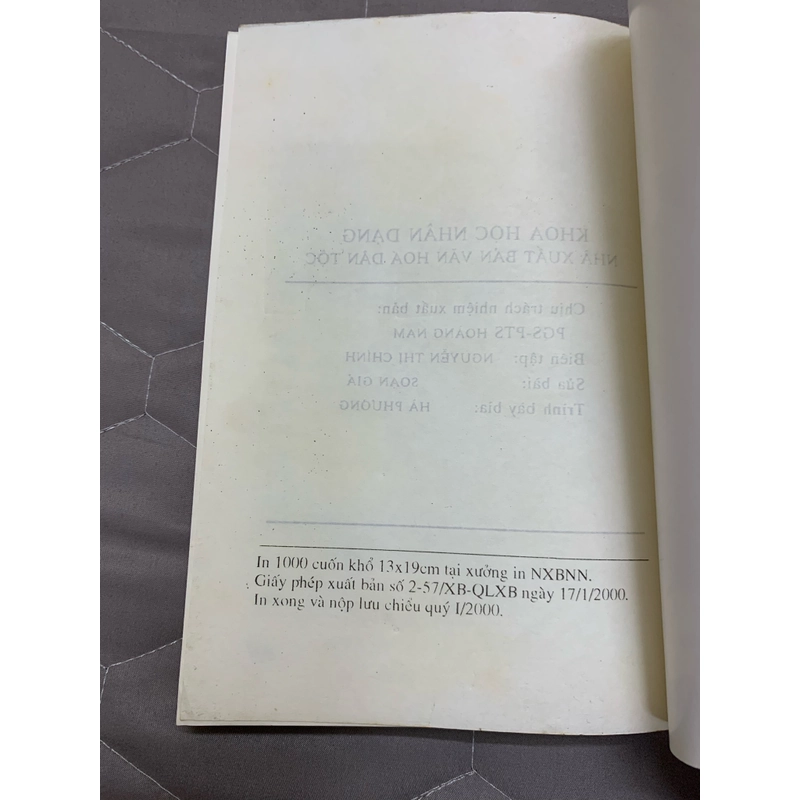 KHOA HỌC NHẬN DẠNG
NHÀ XUẤT BẢN VĂN HOÁ DÂN TỘC
Chịu trách nhiệm xuất bản:
PGS-PTS HOÀNG NAM
Biên tập: NGUYỄN THỊ CHÍNH
Sửa bài: SOẠN GIẢ
Trình bày bìa: HÀ PHƯƠNG
In 1000 cuốn khổ 13x19cm tại xưởng in NXBNN.
Giấy phép xuất bản số 2-57/XB-QLXB ngày 17/1/2000.
In xong và nộp lưu chiểu quý I/2000.